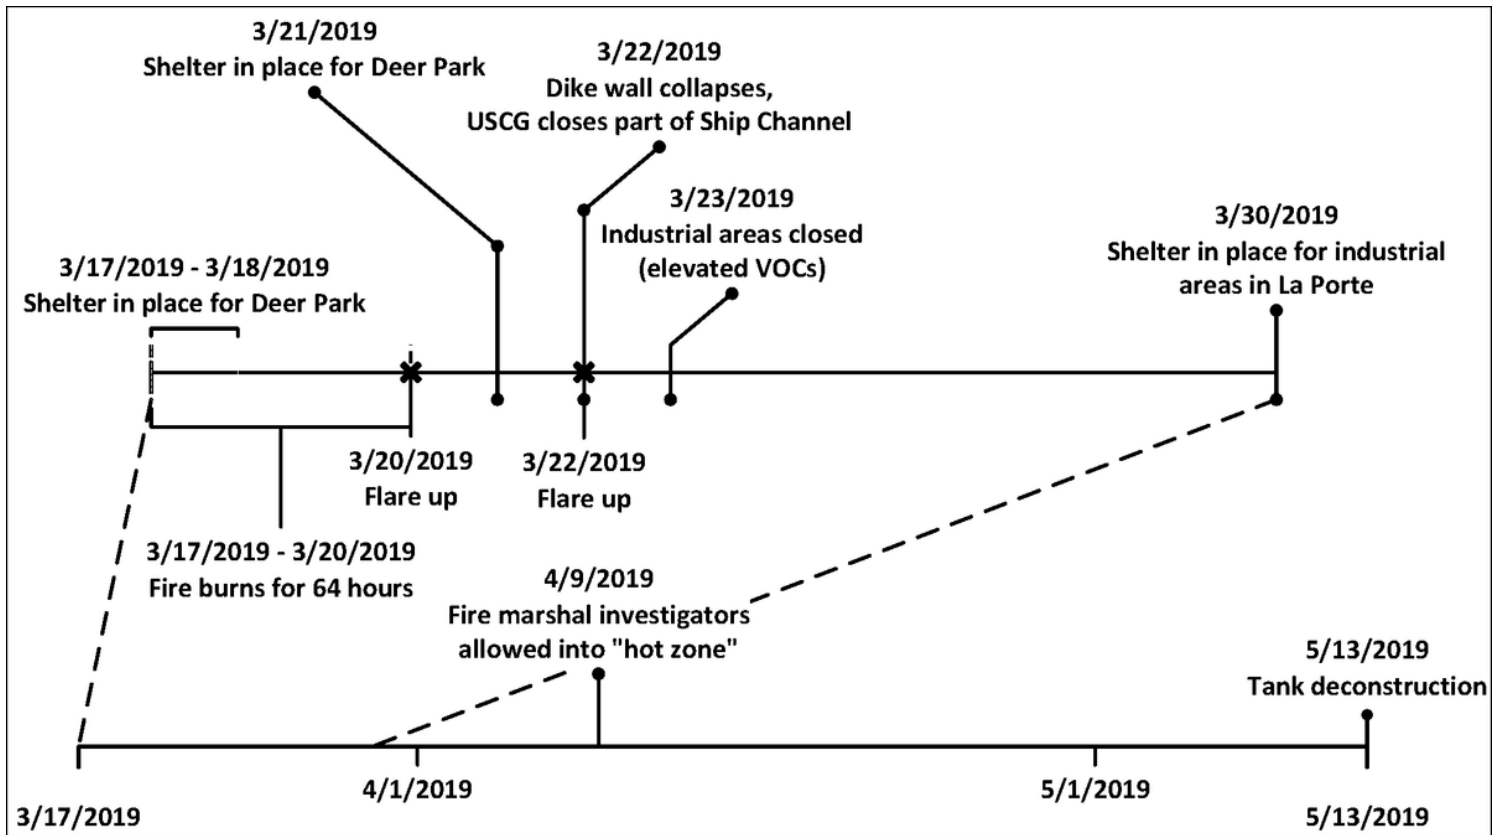 3/21/2019
Shelter in place for Deer Park
3/22/2019
Dike wall collapses,
USCG closes part of Ship Channel
3/23/2019
Industrial areas closed
(elevated VOCs)
3/30/2019
Shelter in place for industrial
areas in La Porte
3/17/2019 - 3/18/2019
Shelter in place for Deer Park
3/20/2019
Flare up
3/22/2019
Flare up
3/17/2019 - 3/20/2019
Fire burns for 64 hours
4/9/2019
Fire marshal investigators
allowed into "hot zone"
5/13/2019
Tank deconstruction
3/17/2019
4/1/2019
5/1/2019
5/13/2019